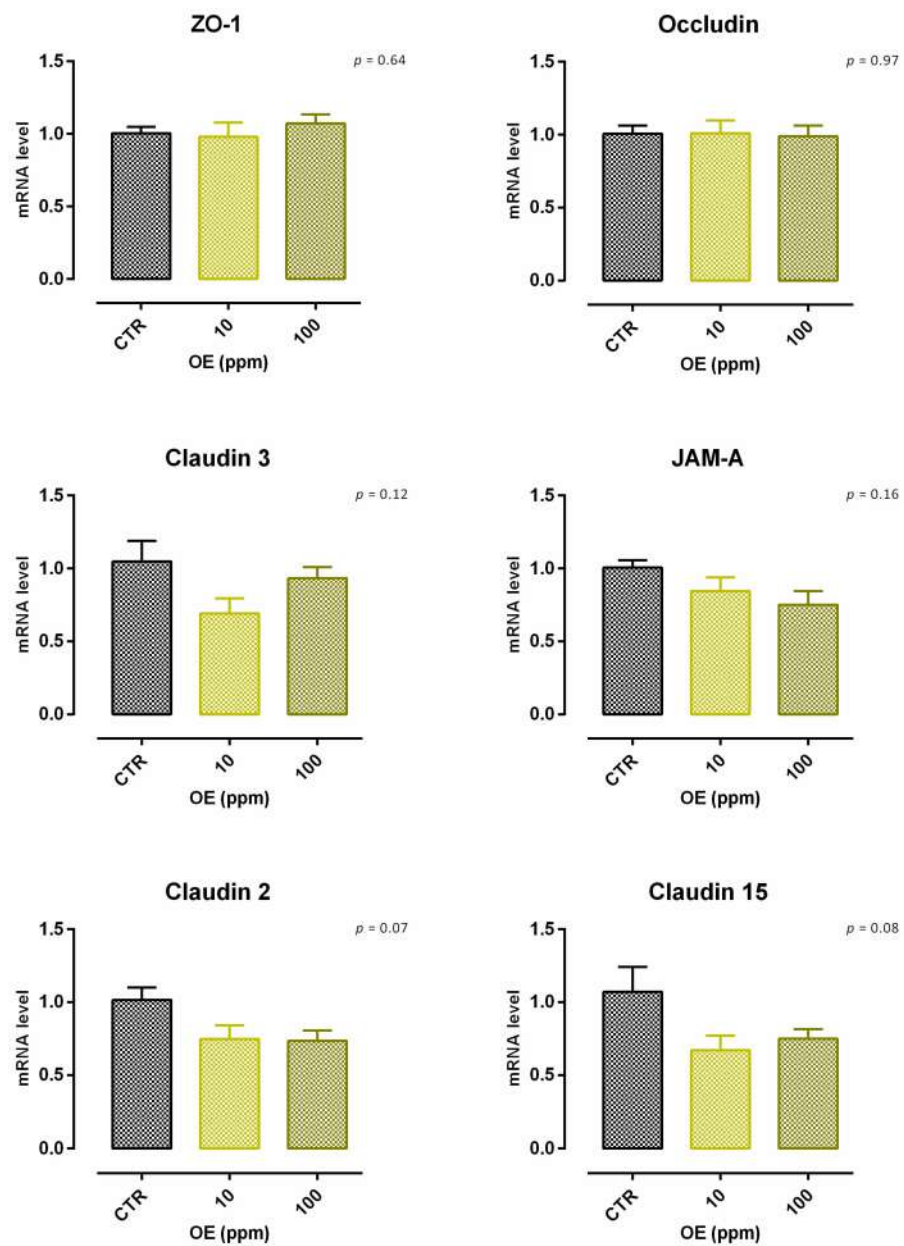 ZO-1
p = 0.64
mRNA level
1.5
1.0
0.5
0.0
CTR
10
100
OE (ppm)
Occludin
p = 0.97
mRNA level
1.5
1.0
0.5
0.0
CTR
10
100
OE (ppm)
Claudin 3
p = 0.12
mRNA level
1.5
1.0
0.5
0.0
CTR
10
100
OE (ppm)
JAM-A
p = 0.16
mRNA level
1.5
1.0
0.5
0.0
CTR
10
100
OE (ppm)
Claudin 2
p = 0.07
mRNA level
1.5
1.0
0.5
0.0
CTR
10
100
OE (ppm)
Claudin 15
p = 0.08
mRNA level
1.5
1.0
0.5
0.0
CTR
10
100
OE (ppm)